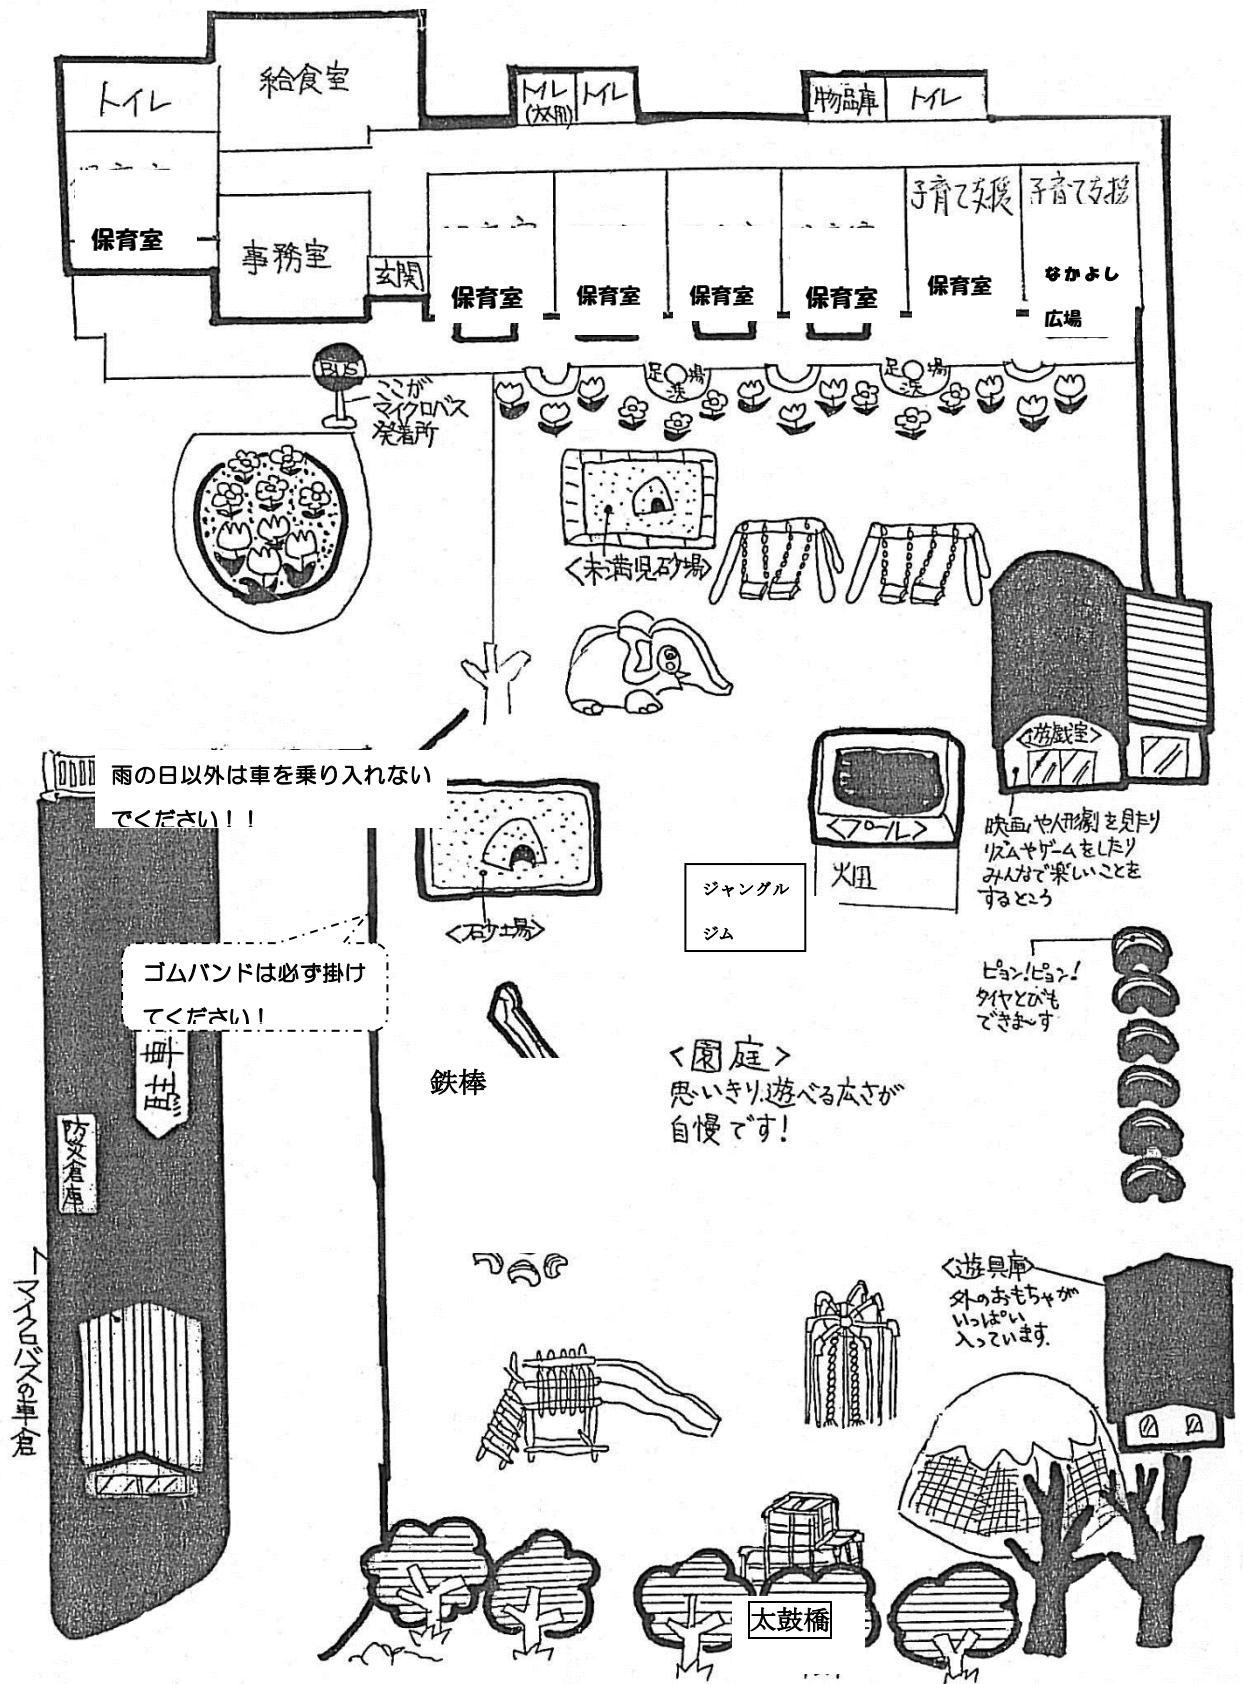 トイレ
給食室
トイレ
(女用)
トイレ
物品庫
トイレ
保育室
事務室
玄関
保育室
保育室
保育室
保育室
子育て支援
保育室
子育て支援
なかよし
広場
BUS
ここが
マイクロバス
発着所
足洗場
足洗場
<未満児砂場>
<遊戯室>
映画や人形劇を見たり
リズムやゲームをしたり
みんなで楽しいことを
するところ
雨の日以外は車を乗り入れない
でください！！
<プール>
畑
ジャングル
ジム
<砂場>
ゴムバンドは必ず掛け
てください！
ピョン!ピョン!
タイヤとびも
できま〜す
鉄棒
<園庭>
思いきり遊べる広さが
自慢です!
駐車
防災倉庫
マイクロバスの車倉
<遊具庫>
外のおもちゃが
いっぱい
入っています.
太鼓橋